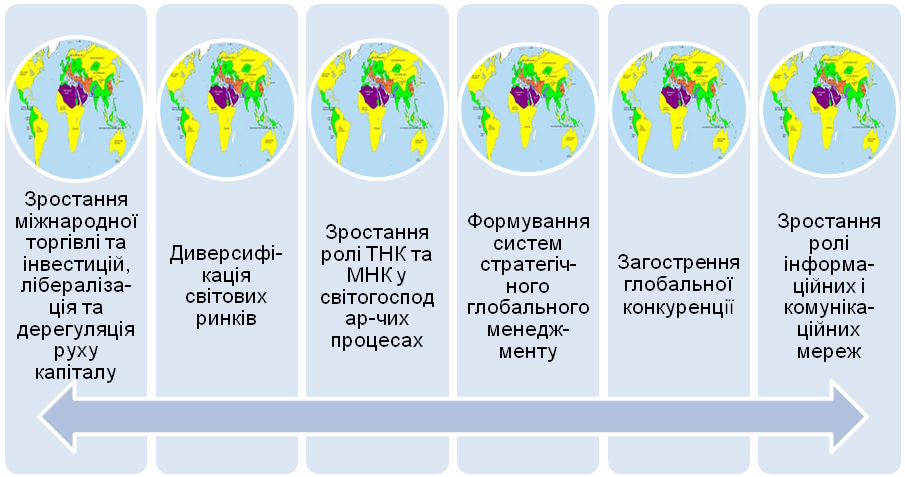 Зростання
міжнародної
торгівлі та
інвестицій,
лібераліза-
ція та
дерегуляція
руху
капіталу
Диверсифі-
кація
світових
ринків
Зростання
ролі ТНК та
МНК у
світогоспод
ар-чих
процесах
Формування
систем
стратегіч-
ного
глобального
менедж-
менту
Загострення
глобальної
конкуренції
Зростання
ролі
інформа-
ційних і
комуніка-
ційних
мереж